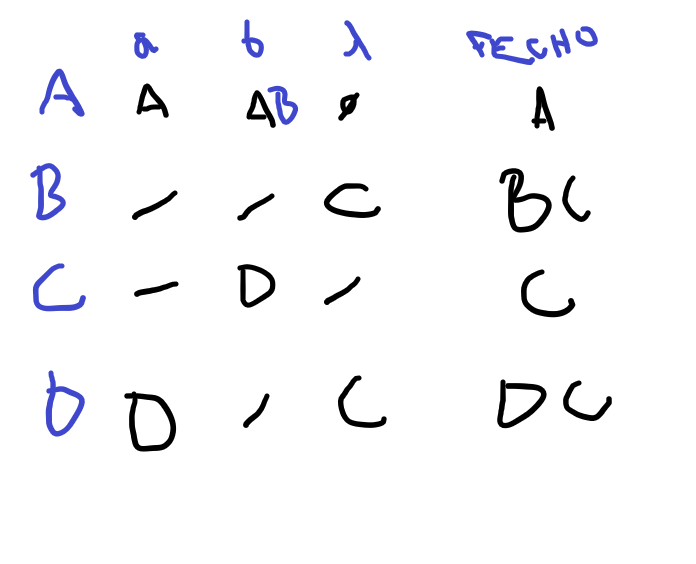 a b λ FECHO
A A AB ø A
B / / C BC
C - D / C
D D / C DC